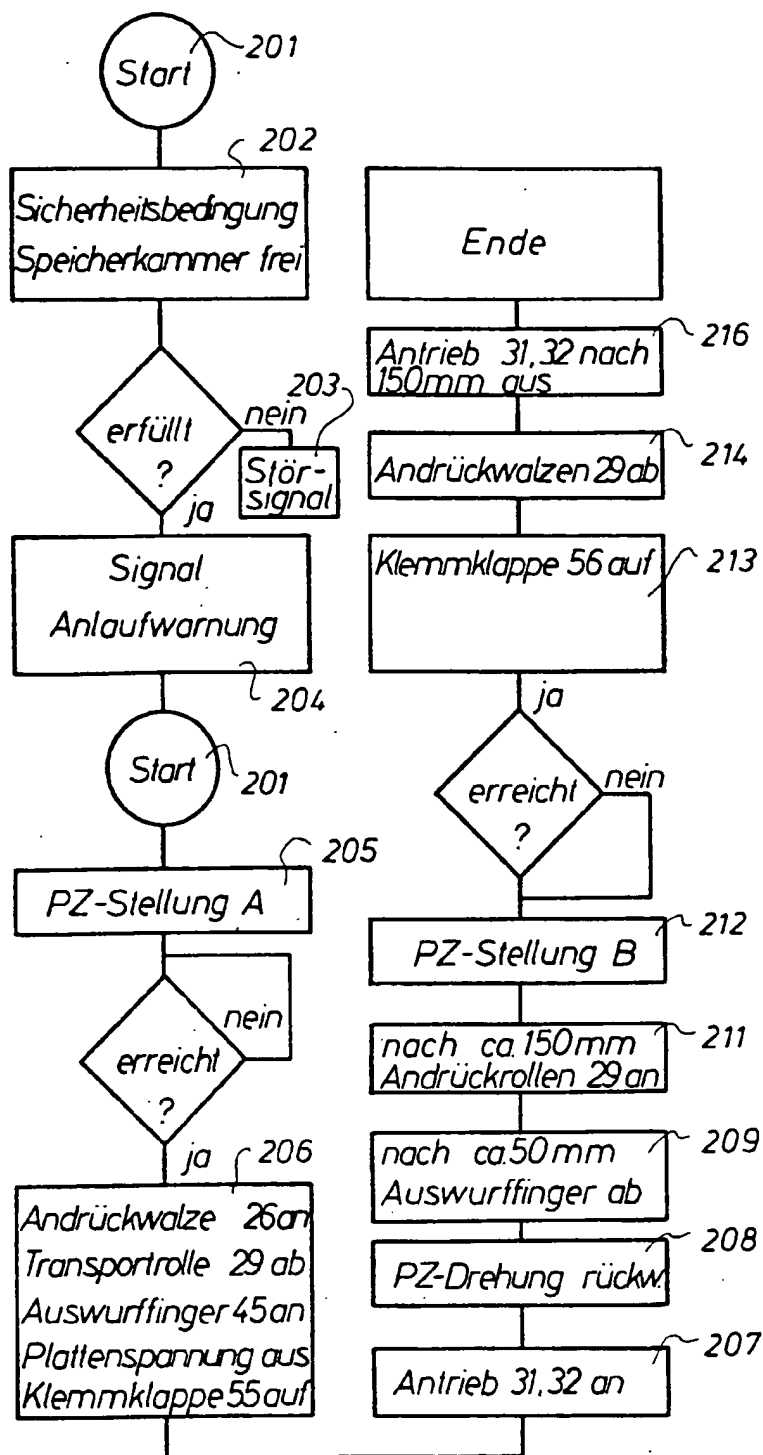 201
Start
202
Sicherheitsbedingung
Speicherkammer frei
erfüllt
?
nein
203
Stör-
signal
ja
Signal
Anlaufwarnung
204
Start
201
205
PZ-Stellung A
nein
erreicht
?
ja
206
Andrückwalze 26 an
Transportrolle 29 ab
Auswurffinger 45 an
Plattenspannung aus
Klemmklappe 55 auf
Ende
216
Antrieb 31,32 nach
150mm aus
214
Andrückwalzen 29 ab
Klemmklappe 56 auf
213
ja
nein
erreicht
?
212
PZ-Stellung B
211
nach ca. 150mm
Andrückrollen 29 an
209
nach ca. 50mm
Auswurffinger ab
208
PZ-Drehung rückw.
207
Antrieb 31,32 an